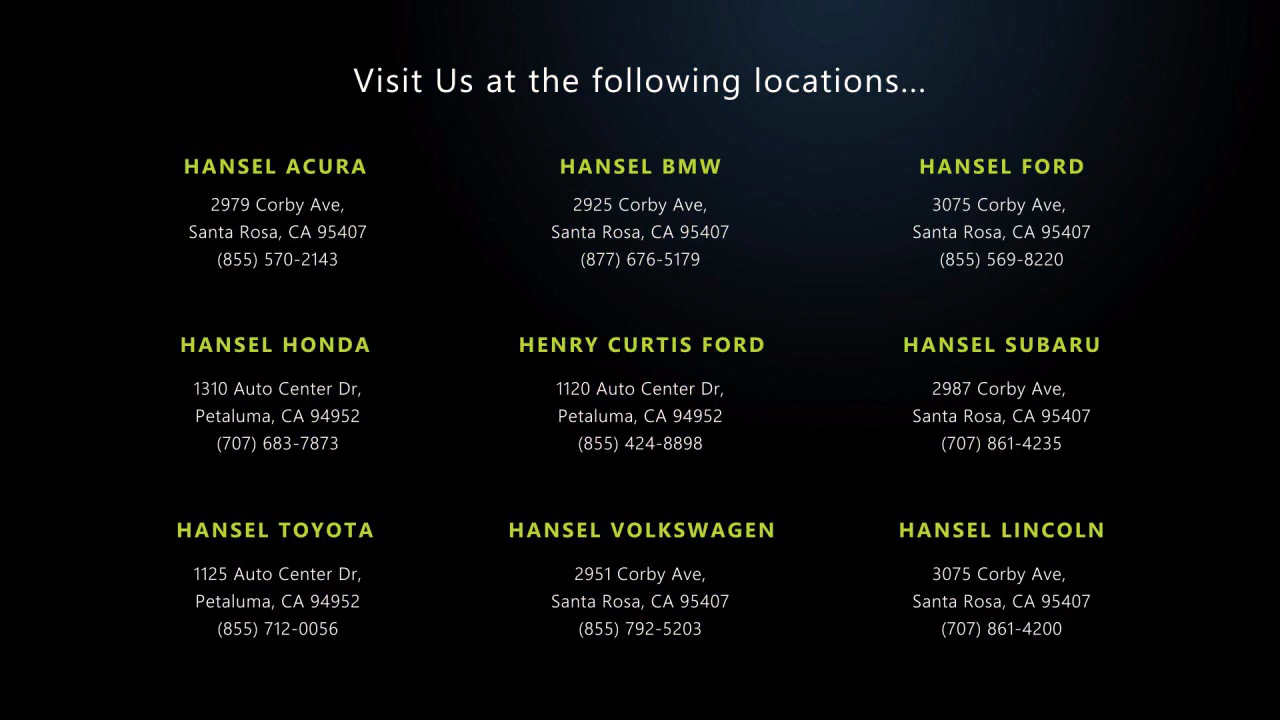 Visit Us at the following locations...
HANSEL ACURA
2979 Corby Ave,
Santa Rosa, CA 95407
(855) 570-2143
HANSEL BMW
2925 Corby Ave,
Santa Rosa, CA 95407
(877) 676-5179
HANSEL FORD
3075 Corby Ave,
Santa Rosa, CA 95407
(855) 569-8220
HANSEL HONDA
1310 Auto Center Dr,
Petaluma, CA 94952
(707) 683-7873
HENRY CURTIS FORD
1120 Auto Center Dr,
Petaluma, CA 94952
(855) 424-8898
HANSEL SUBARU
2987 Corby Ave,
Santa Rosa, CA 95407
(707) 861-4235
HANSEL TOYOTA
1125 Auto Center Dr,
Petaluma, CA 94952
(855) 712-0056
HANSEL VOLKSWAGEN
2951 Corby Ave,
Santa Rosa, CA 95407
(855) 792-5203
HANSEL LINCOLN
3075 Corby Ave,
Santa Rosa, CA 95407
(707) 861-4200